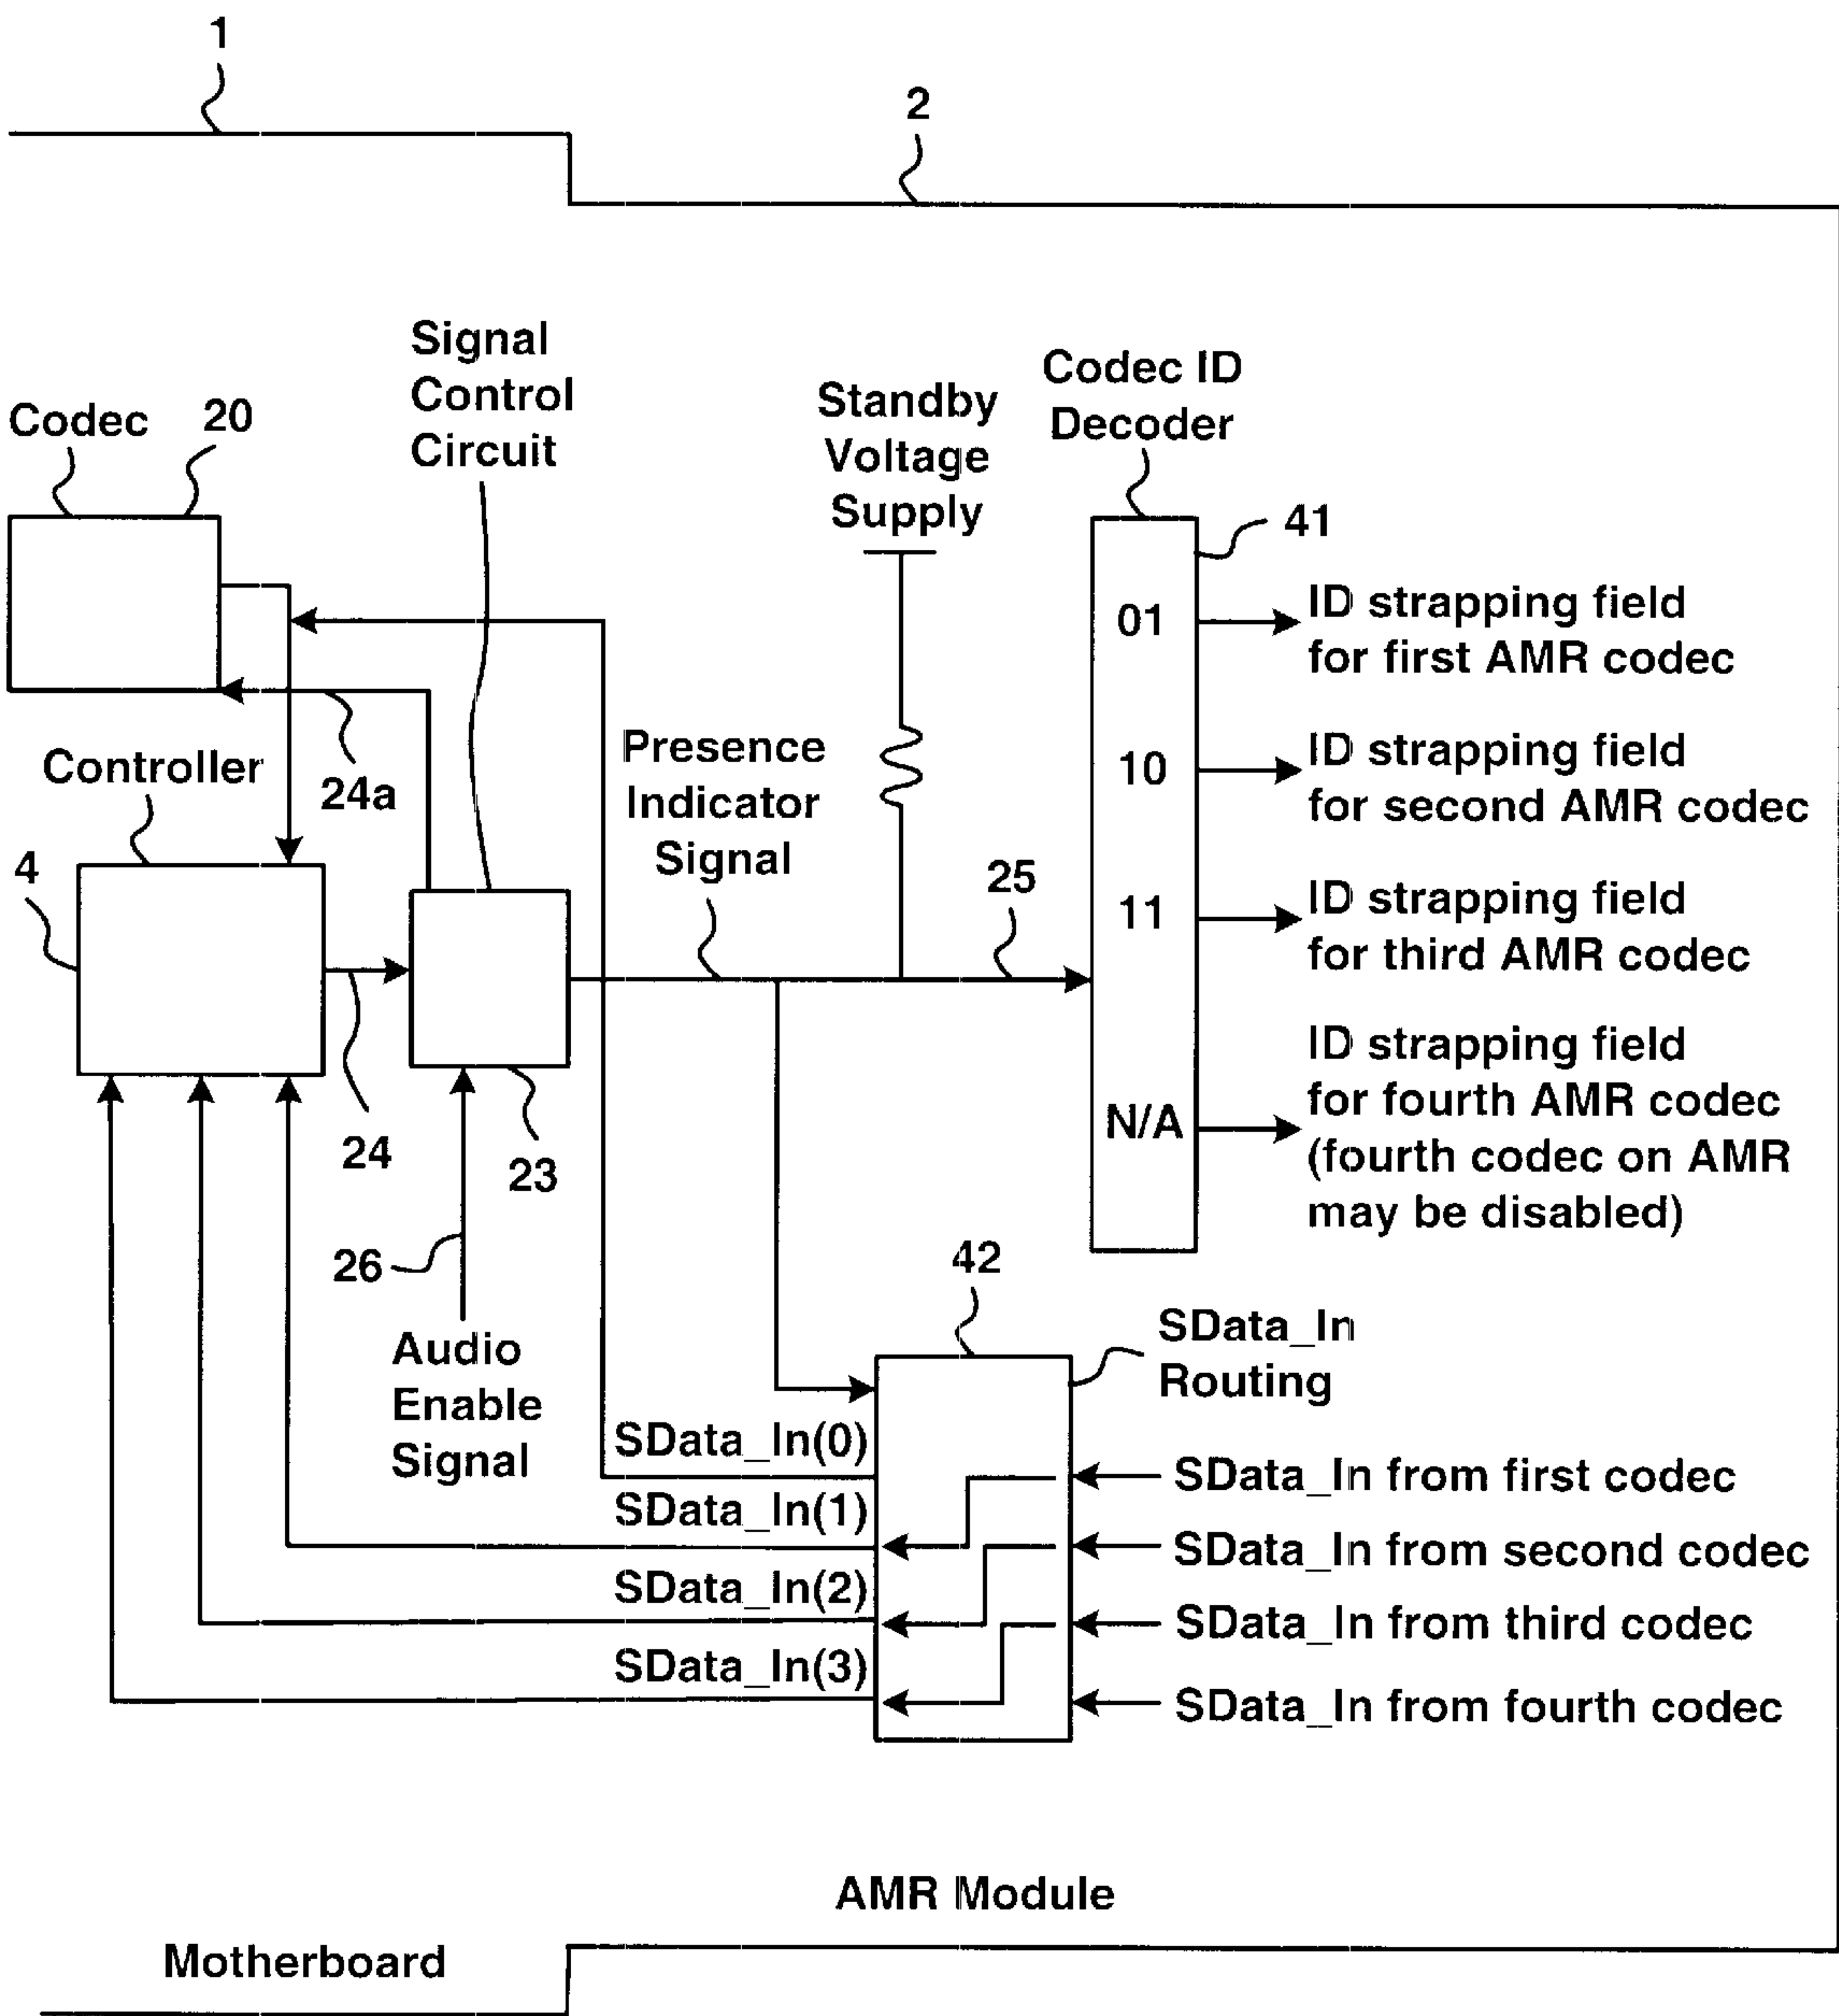 1
2
Signal
Control
Circuit
Codec
20
Standby
Voltage
Supply
Codec ID
Decoder
41
01
ID strapping field
for first AMR codec
10
ID strapping field
for second AMR codec
11
ID strapping field
for third AMR codec
N/A
ID strapping field
for fourth AMR codec
(fourth codec on AMR
may be disabled)
Controller
24a
Presence
Indicator
Signal
4
25
24
23
26
Audio
Enable
Signal
42
SData_In
Routing
SData_In(0)
SData_In(1)
SData_In(2)
SData_In(3)
SData_In from first codec
SData_In from second codec
SData_In from third codec
SData_In from fourth codec
AMR Module
Motherboard